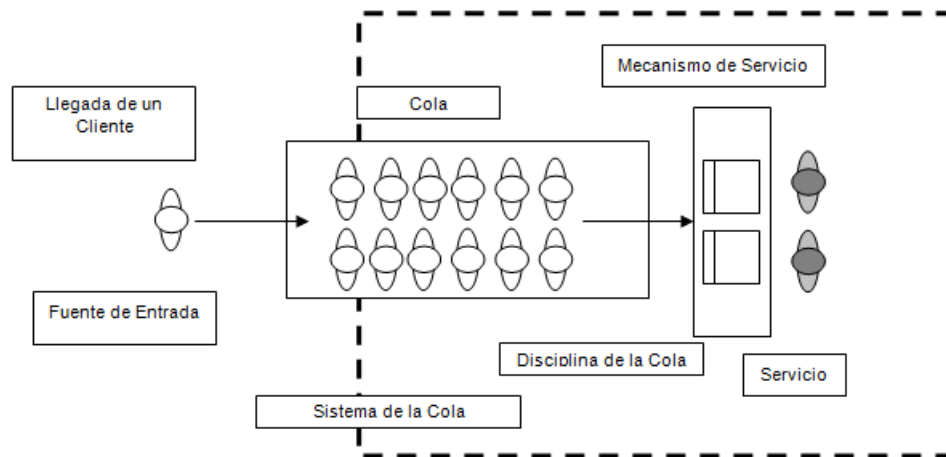 Mecanismo de Servicio
Llegada de un
Cliente
Cola
Fuente de Entrada
Disciplina de la Cola
Servicio
Sistema de la Cola